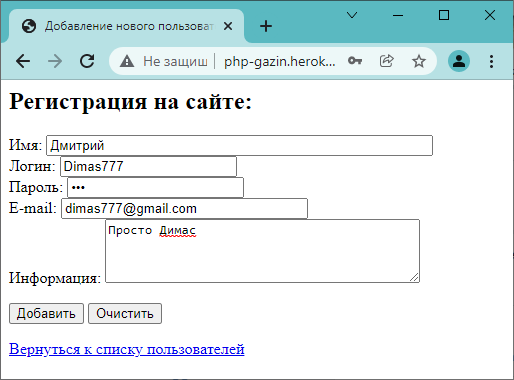 Добавление нового пользоват
Не защищ
php-gazin.herok...
Регистрация на сайте:
Имя: Дмитрий
Логин: Dimas777
Пароль: •••
E-mail: dimas777@gmail.com
Просто Димас
Информация:
Добавить Очистить
Вернуться к списку пользователей